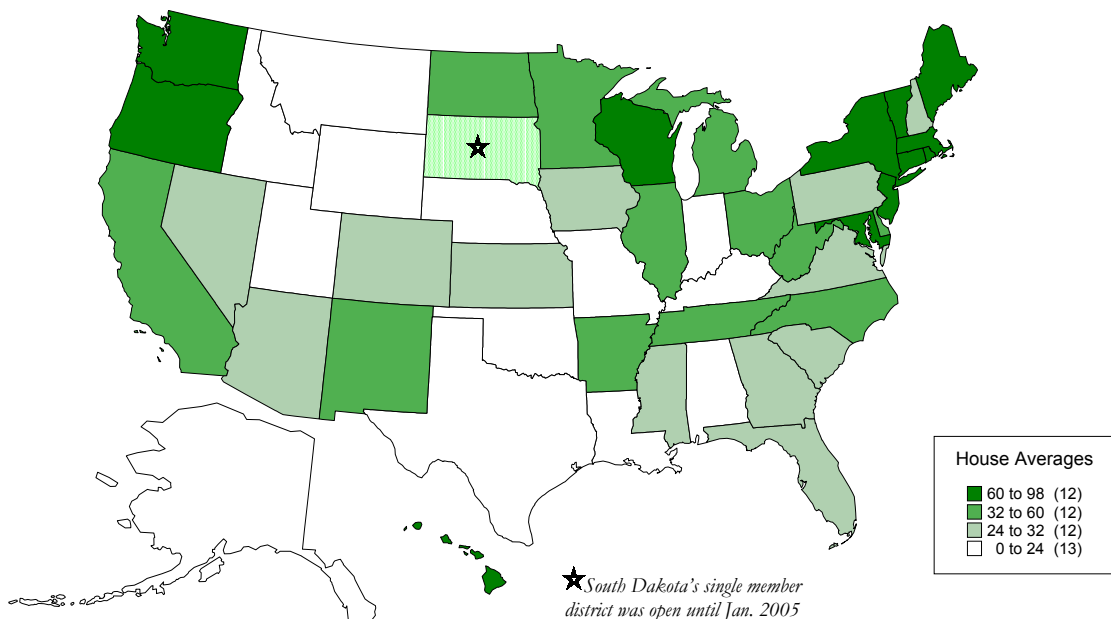 House Averages
60 to 98 (12)
32 to 60 (12)
24 to 32 (12)
0 to 24 (13)
South Dakota's single member
district was open until Jan. 2005